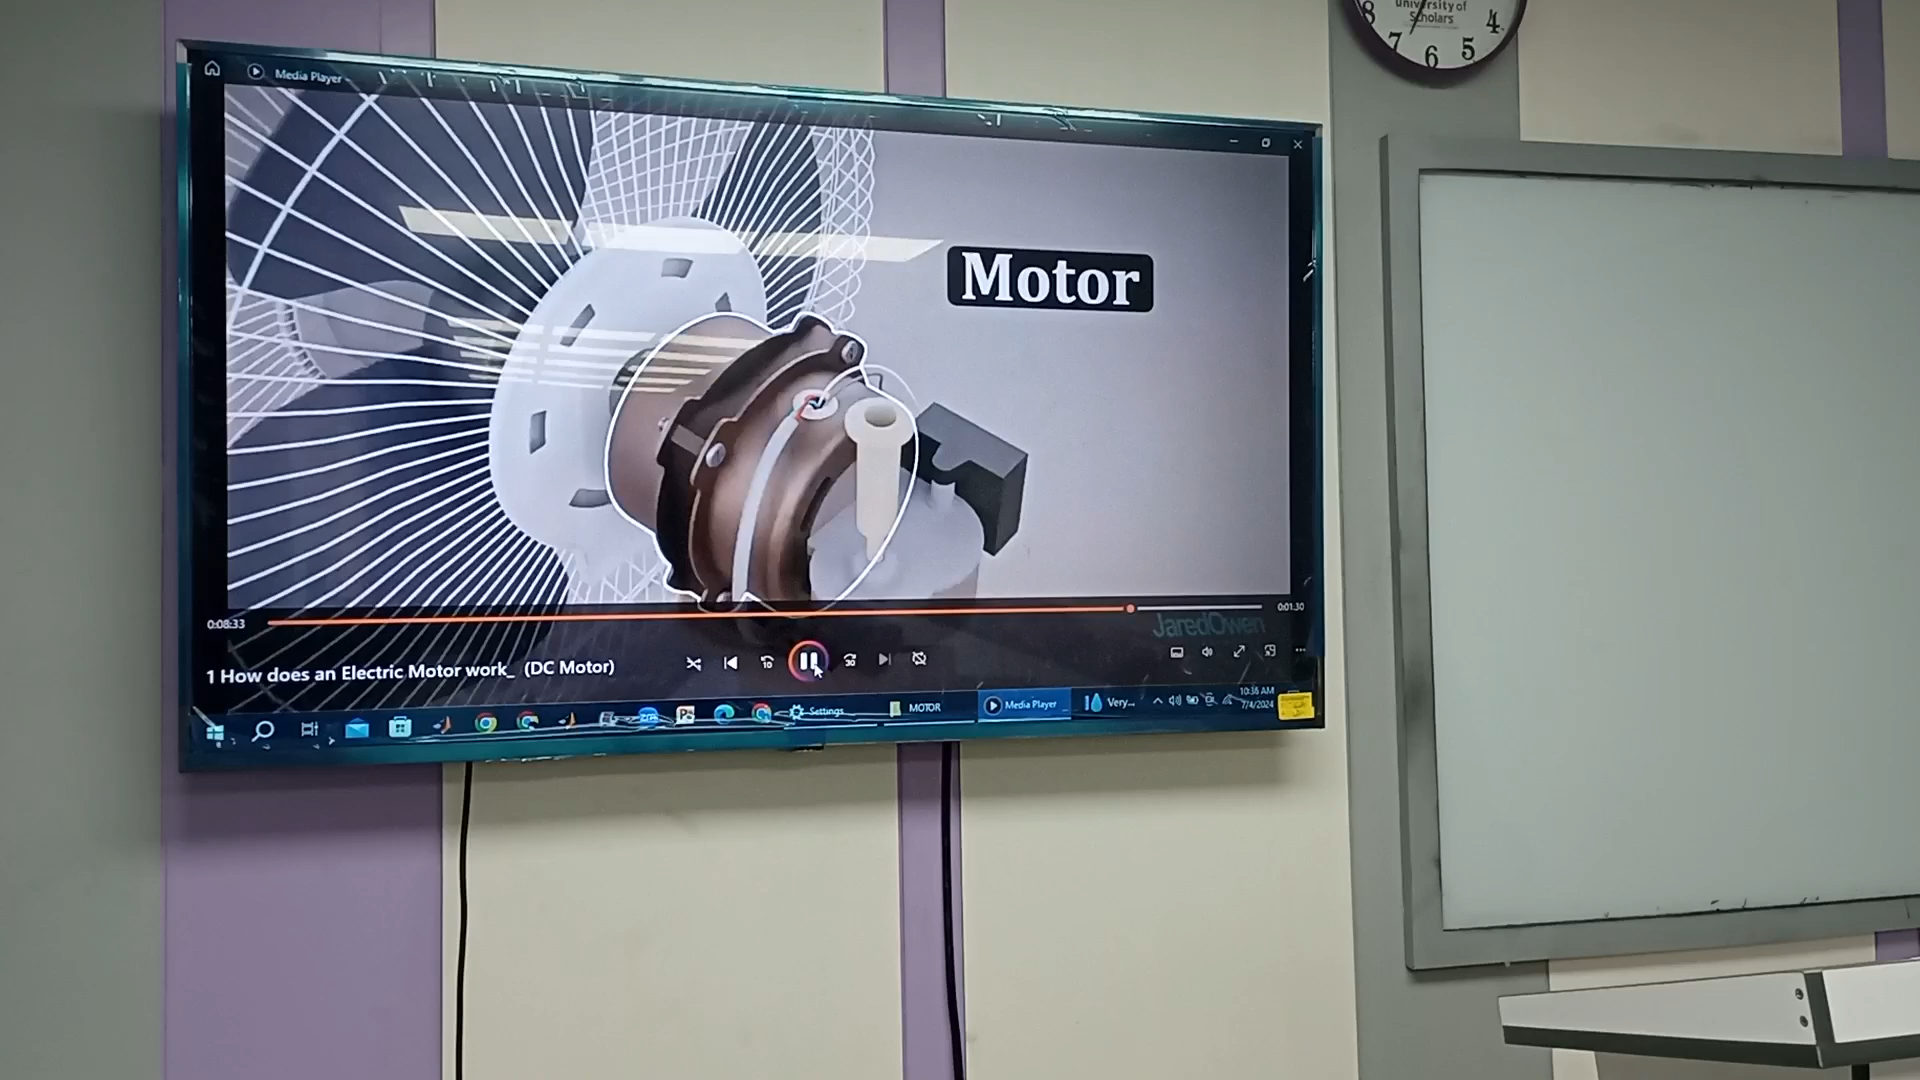 University of
Scholars
8
7
6
5
4
Media Player
Motor
0:08:33
0:01:30
JaredOwen
1 How does an Electric Motor work_ (DC Motor)
10
30
Settings
MOTOR
Media Player
Very...
10:36 AM
7/4/2024